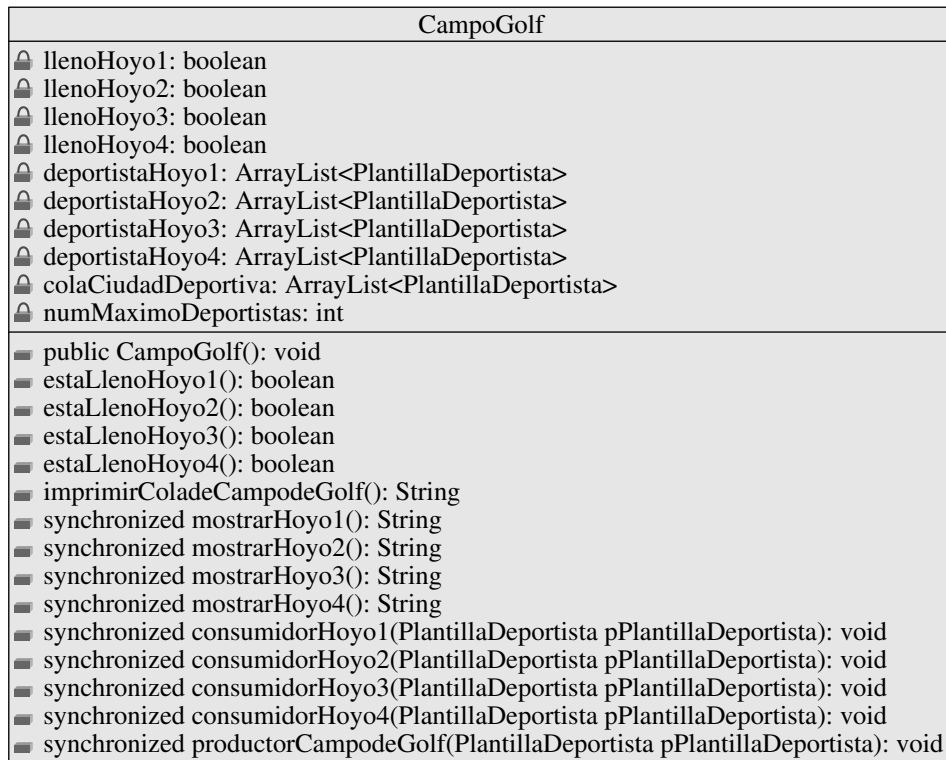 CampoGolf
llenoHoyo1: boolean
llenoHoyo2: boolean
llenoHoyo3: boolean
llenoHoyo4: boolean
deportistaHoyo1: ArrayList<PlantillaDeportista>
deportistaHoyo2: ArrayList<PlantillaDeportista>
deportistaHoyo3: ArrayList<PlantillaDeportista>
deportistaHoyo4: ArrayList<PlantillaDeportista>
colaCiudadDeportiva: ArrayList<PlantillaDeportista>
numMaximoDeportistas: int
public CampoGolf(): void
estaLlenoHoyo1(): boolean
estaLlenoHoyo2(): boolean
estaLlenoHoyo3(): boolean
estaLlenoHoyo4(): boolean
imprimirColadeCampodeGolf(): String
synchronized mostrarHoyo1(): String
synchronized mostrarHoyo2(): String
synchronized mostrarHoyo3(): String
synchronized mostrarHoyo4(): String
synchronized consumidorHoyo1(PlantillaDeportista pPlantillaDeportista): void
synchronized consumidorHoyo2(PlantillaDeportista pPlantillaDeportista): void
synchronized consumidorHoyo3(PlantillaDeportista pPlantillaDeportista): void
synchronized consumidorHoyo4(PlantillaDeportista pPlantillaDeportista): void
synchronized productorCampodeGolf(PlantillaDeportista pPlantillaDeportista): void